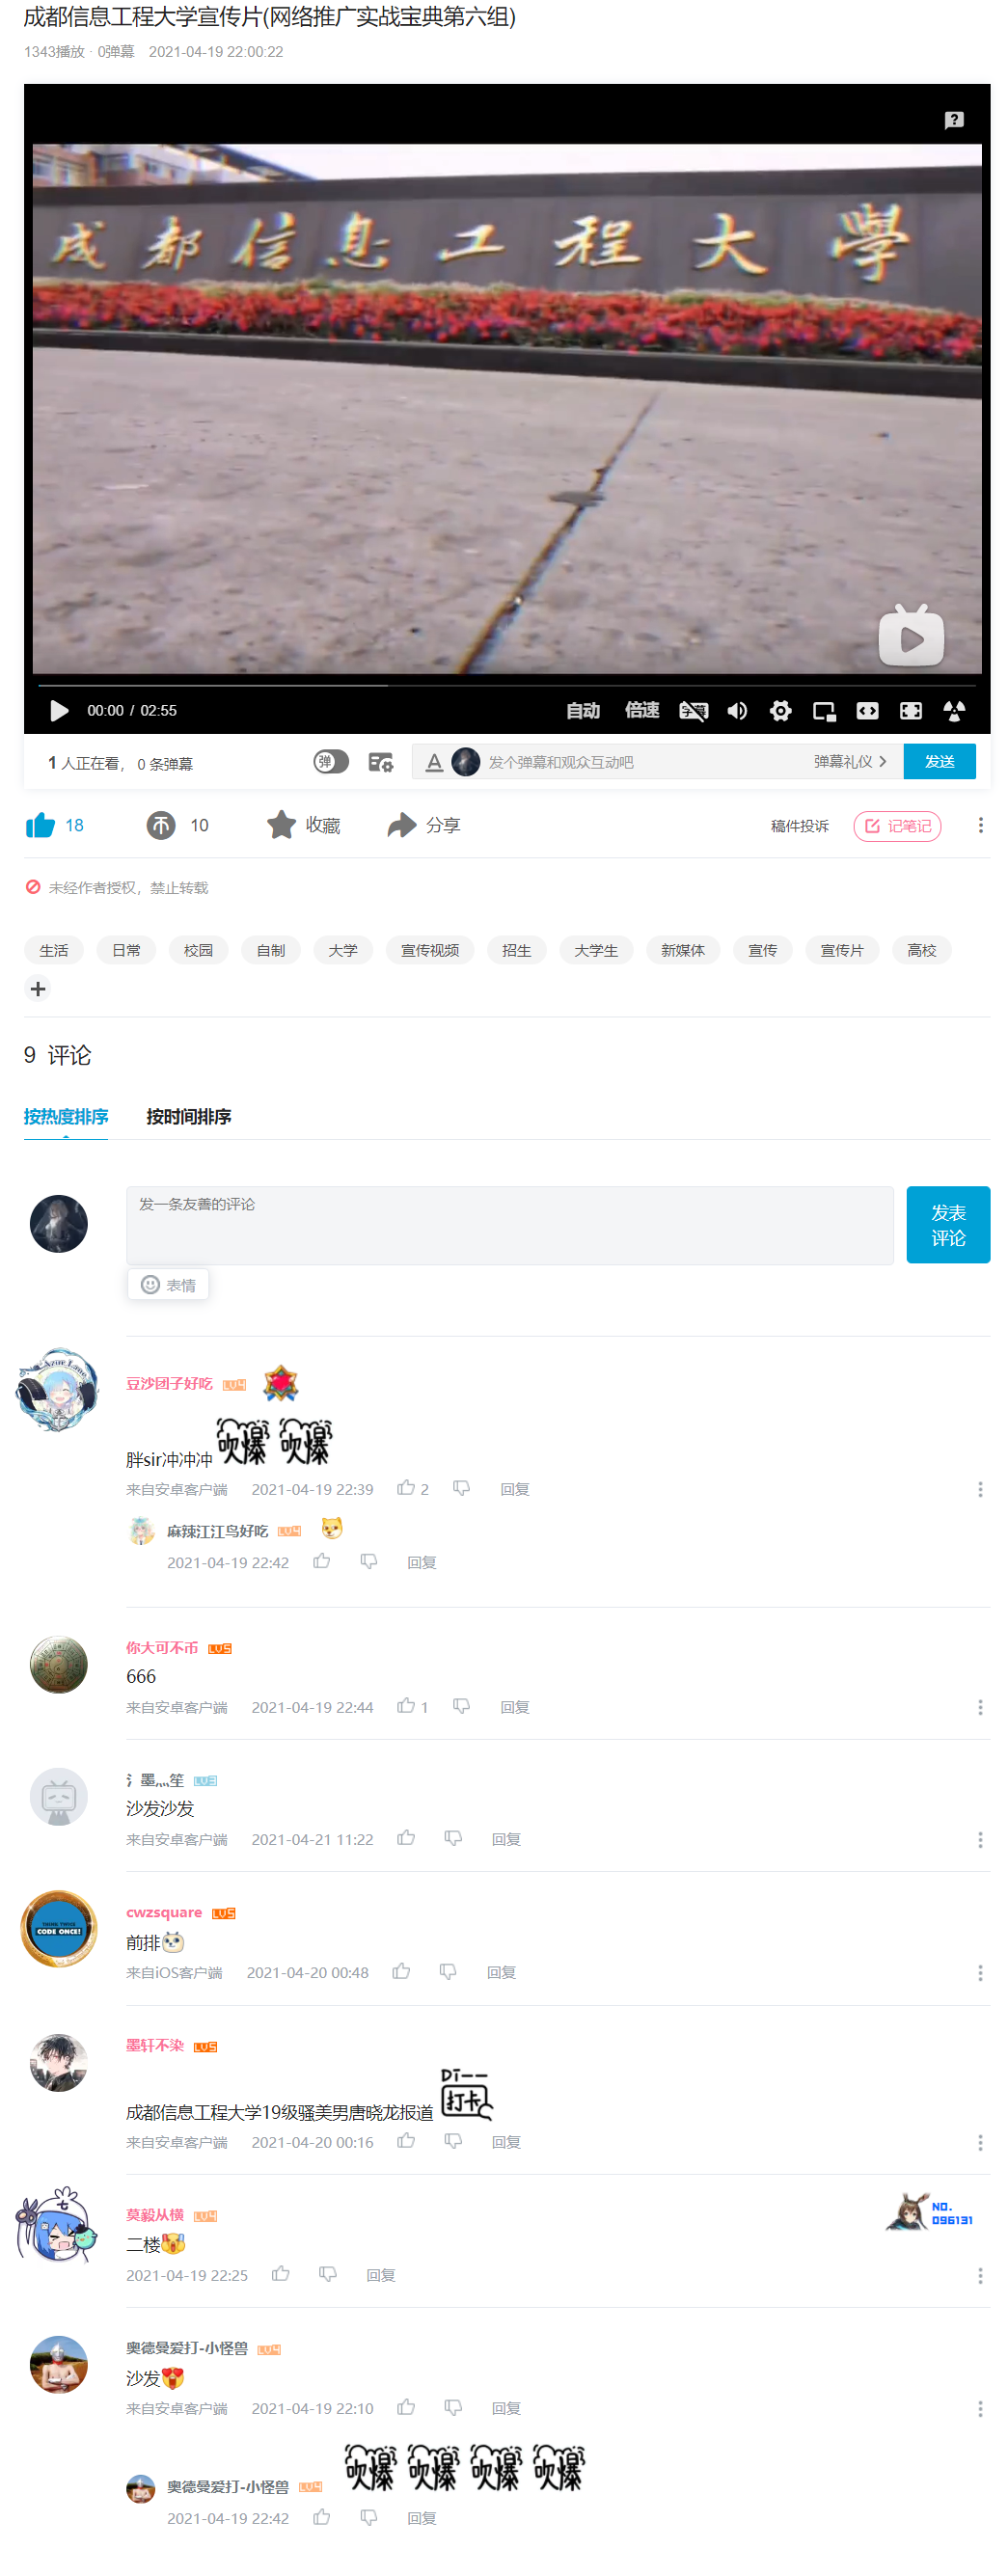 成都信息工程大学宣传片(网络推广实战宝典第六组)
1343播放 · 0弹幕 2021-04-19 22:00:22
成都信息工程大學
00:00 / 02:55 自动 倍速 字幕
1 人正在看， 0 条弹幕 弹 A 发个弹幕和观众互动吧 弹幕礼仪 > 发送
18 币 10 收藏 分享 稿件投诉 记笔记
未经作者授权，禁止转载
生活 日常 校园 自制 大学 宣传视频 招生 大学生 新媒体 宣传 宣传片 高校
+
9 评论
按热度排序 按时间排序
发一条友善的评论
发表
评论
表情
豆沙团子好吃 LV4
胖sir冲冲冲 吹爆 吹爆
来自安卓客户端 2021-04-19 22:39 2 回复
麻辣江江鸟好吃 LV4
2021-04-19 22:42 回复
你大可不币 LV5
666
来自安卓客户端 2021-04-19 22:44 1 回复
氵墨灬笙 LV3
沙发沙发
来自安卓客户端 2021-04-21 11:22 回复
CODE ONCE!
cwzsquare LV5
前排
来自iOS客户端 2021-04-20 00:48 回复
墨轩不染 LV5
成都信息工程大学19级骚美男唐晓龙报道 Di—— 打卡
来自安卓客户端 2021-04-20 00:16 回复
莫毅从横 LV4
NO.
096131
二楼
2021-04-19 22:25 回复
奥德曼爱打-小怪兽 LV4
沙发
来自安卓客户端 2021-04-19 22:10 回复
奥德曼爱打-小怪兽 LV4 吹爆 吹爆 吹爆 吹爆
2021-04-19 22:42 回复